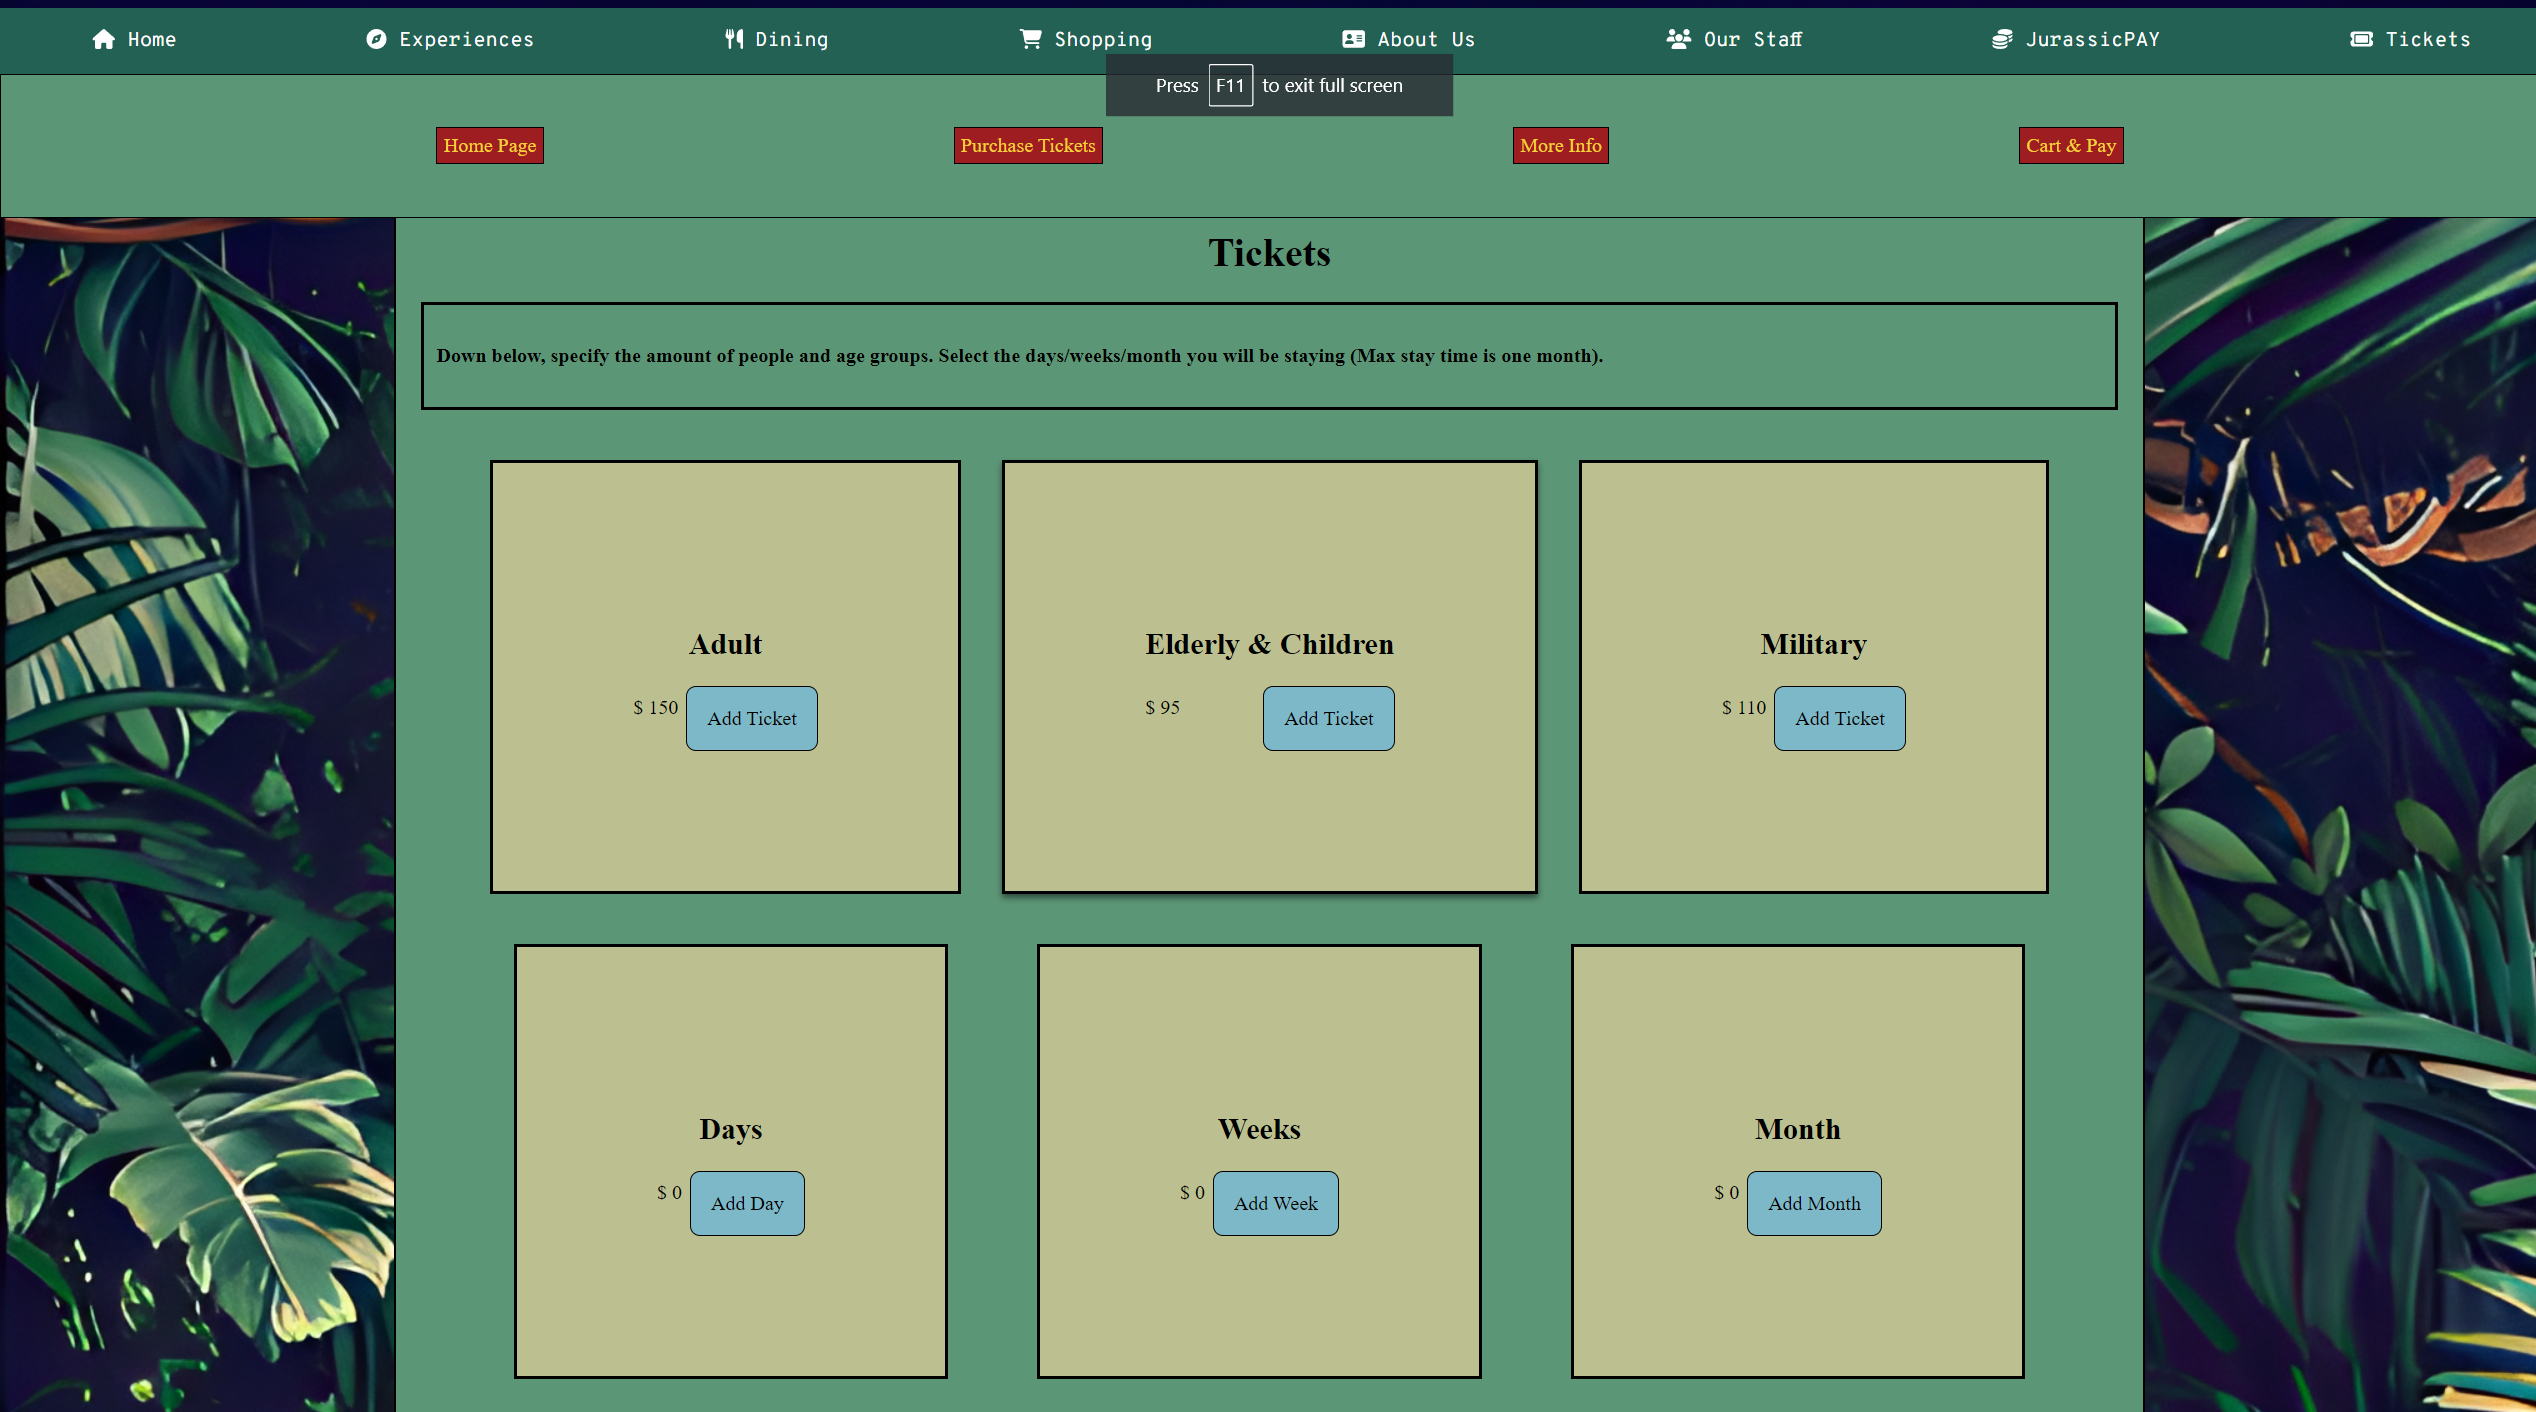 Home Experiences Dining Shopping About Us Our Staff JurassicPAY Tickets
Press F11 to exit full screen
Home Page Purchase Tickets More Info Cart & Pay
Tickets
Down below, specify the amount of people and age groups. Select the days/weeks/month you will be staying (Max stay time is one month).
Adult Elderly & Children Military
$ 150 Add Ticket $ 95 Add Ticket $ 110 Add Ticket
Days Weeks Month
$ 0 Add Day $ 0 Add Week $ 0 Add Month